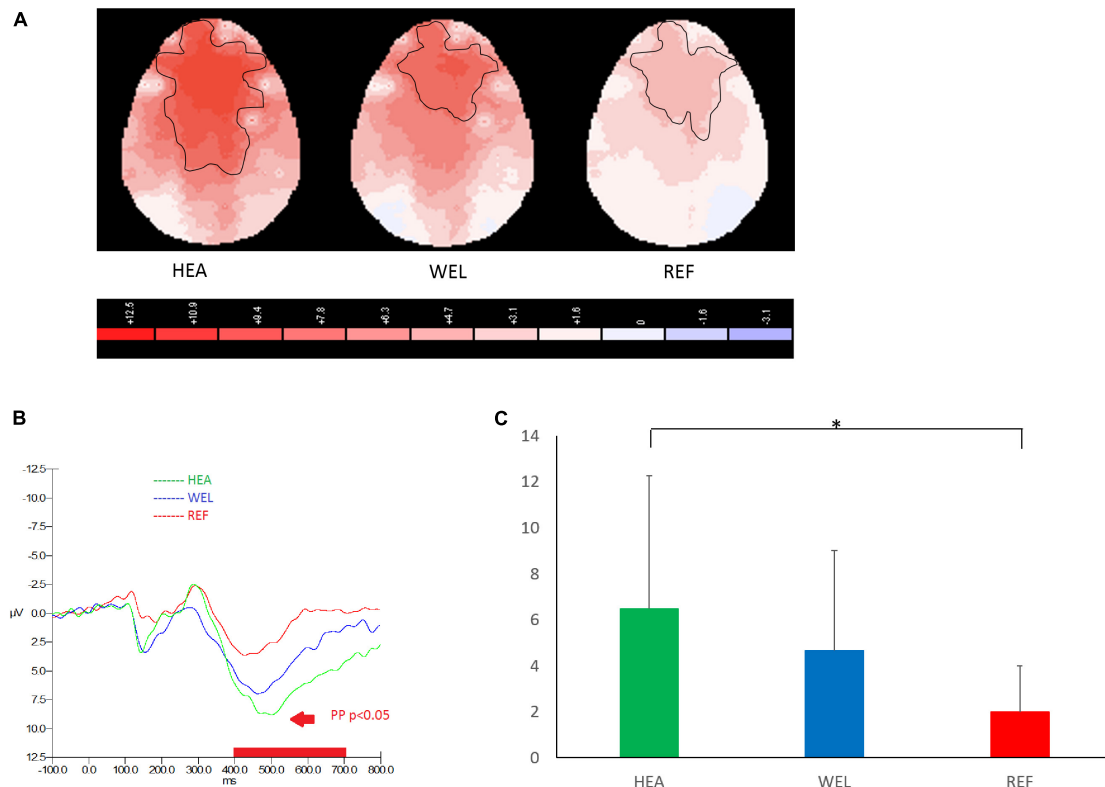 A
HEA WEL REF
+12.5 +10.9 +9.4 +7.8 +6.3 +4.7 +3.1 +1.6 0 -1.6 -3.1
B
-12.5
-10.0
-7.5
-5.0
-2.5
µV 0.0
2.5
5.0
7.5
10.0
12.5
HEA
WEL
REF
PP p<0.05
-100.0 0.0 100.0 200.0 300.0 400.0 500.0 600.0 700.0 800.0
ms
C
*
14
12
10
8
6
4
2
0
HEA WEL REF